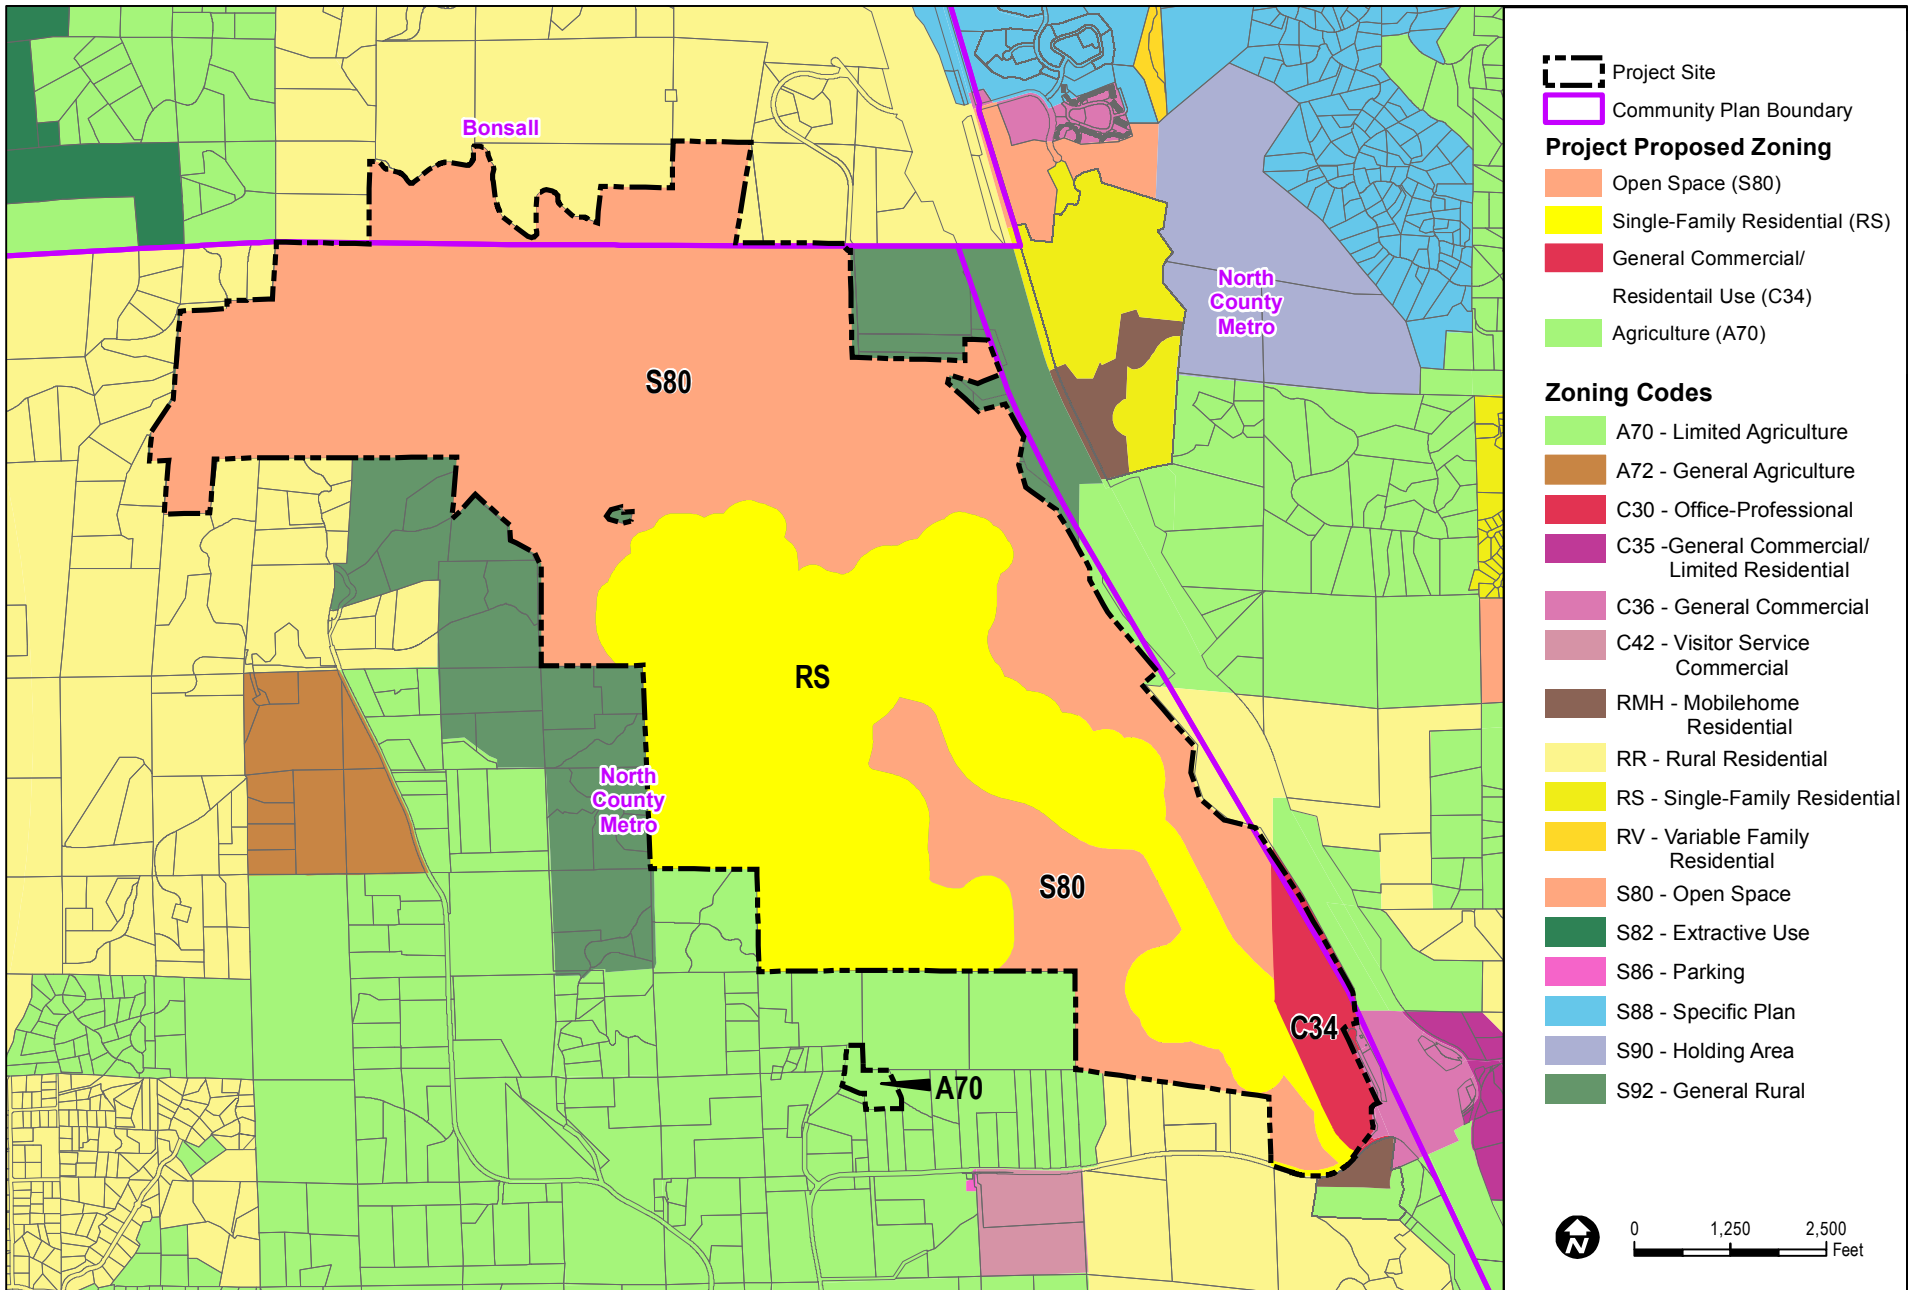 Bonsall
North
County
Metro
S80
RS
North
County
Metro
S80
C34
A70
Project Site
Community Plan Boundary
Project Proposed Zoning
Open Space (S80)
Single-Family Residential (RS)
General Commercial/
Residentail Use (C34)
Agriculture (A70)
Zoning Codes
A70 - Limited Agriculture
A72 - General Agriculture
C30 - Office-Professional
C35 -General Commercial/
Limited Residential
C36 - General Commercial
C42 - Visitor Service
Commercial
RMH - Mobilehome
Residential
RR - Rural Residential
RS - Single-Family Residential
RV - Variable Family
Residential
S80 - Open Space
S82 - Extractive Use
S86 - Parking
S88 - Specific Plan
S90 - Holding Area
S92 - General Rural
N
0 1,250 2,500
Feet